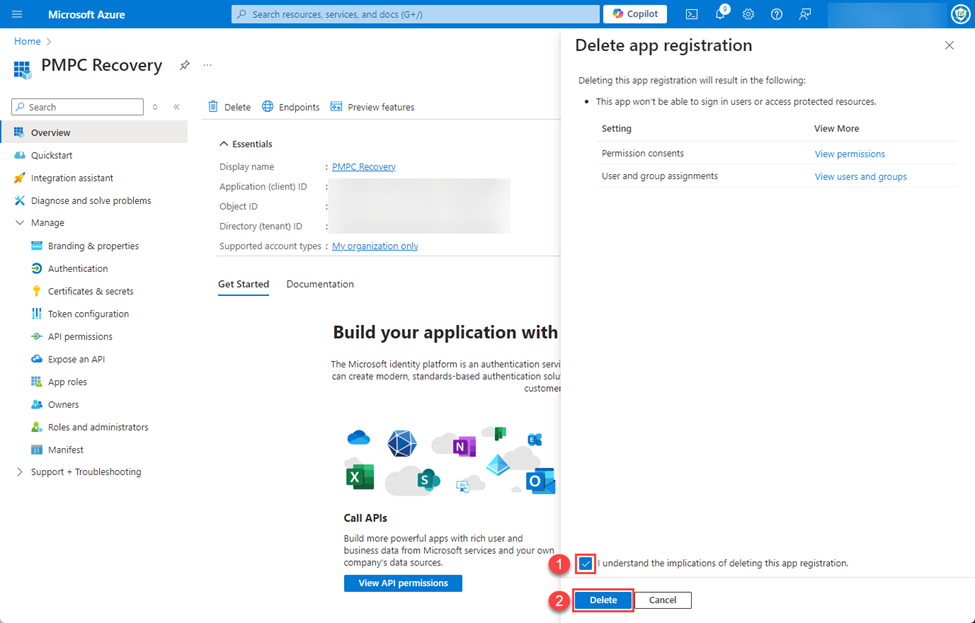 Microsoft Azure
Search resources, services, and docs (G+/)
Copilot
9
Home
PMPC Recovery
Search
Overview
Quickstart
Integration assistant
Diagnose and solve problems
Manage
Branding & properties
Authentication
Certificates & secrets
Token configuration
API permissions
Expose an API
App roles
Owners
Roles and administrators
Manifest
Support + Troubleshooting
Delete
Endpoints
Preview features
Essentials
Display name : PMPC Recovery
Application (client) ID :
Object ID :
Directory (tenant) ID :
Supported account types : My organization only
Get Started
Documentation
Build your application with
The Microsoft identity platform is an authentication servi
can create modern, standards-based authentication solu
customer
N
E
X
S
O
Call APIs
Build more powerful apps with rich user and
business data from Microsoft services and your own
company's data sources.
View API permissions
Delete app registration
Deleting this app registration will result in the following:
• This app won't be able to sign in users or access protected resources.
Setting View More
Permission consents View permissions
User and group assignments View users and groups
1
I understand the implications of deleting this app registration.
2
Delete
Cancel